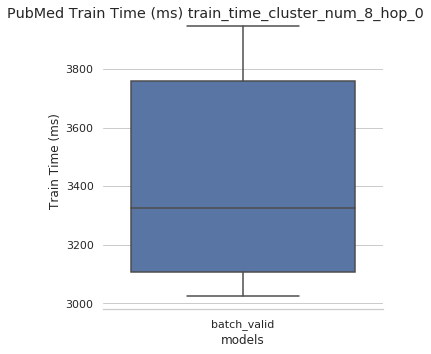 PubMed Train Time (ms) train_time_cluster_num_8_hop_0
3800
3600
3400
3200
3000
Train Time (ms)
batch_valid
models